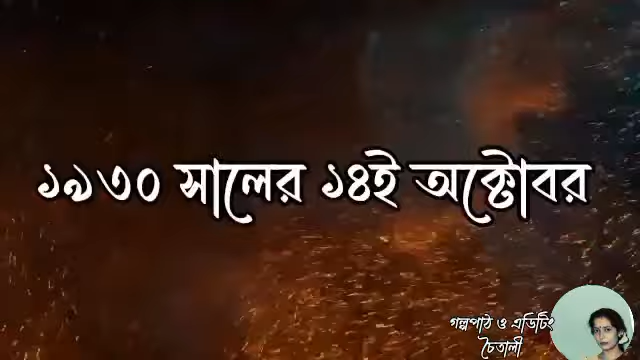 ১৯৩০ সালের ১৪ই অক্টোবর
গল্পপাঠ ও এডিটিং
চৈতালী